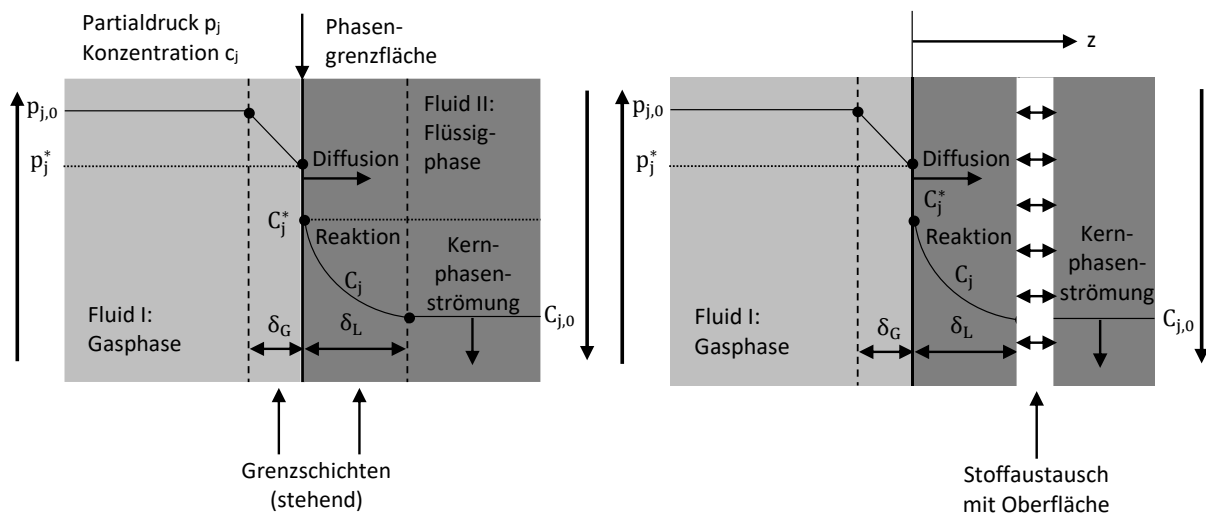 Partialdruck pⱼ
Konzentration cⱼ
Phasen-
grenzfläche
pⱼ,₀
pⱼ*
Fluid II:
Flüssig-
phase
Diffusion
Cⱼ*
Reaktion
Cⱼ
Kern-
phasen-
strömung
Cⱼ,₀
Fluid I:
Gasphase
δG
δL
Grenzschichten
(stehend)
z
pⱼ,₀
pⱼ*
Diffusion
Cⱼ*
Reaktion
Cⱼ
Kern-
phasen-
strömung
Cⱼ,₀
Fluid I:
Gasphase
δG
δL
Stoffaustausch
mit Oberfläche